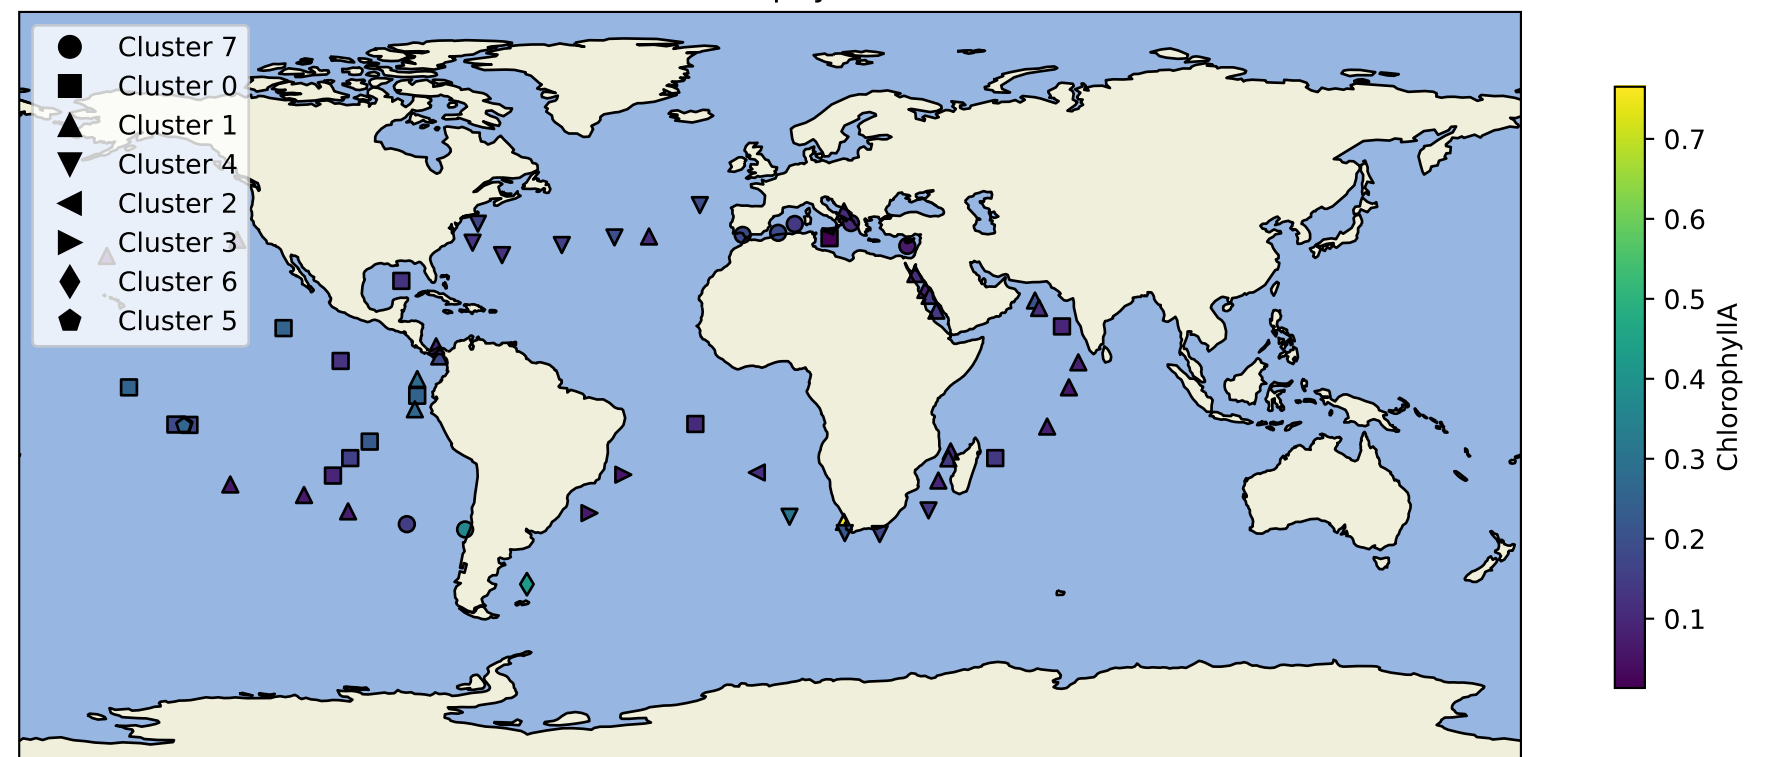 Cluster 7
Cluster 0
Cluster 1
Cluster 4
Cluster 2
Cluster 3
Cluster 6
Cluster 5
0.7
0.6
0.5
0.4
0.3
0.2
0.1
ChlorophyllA